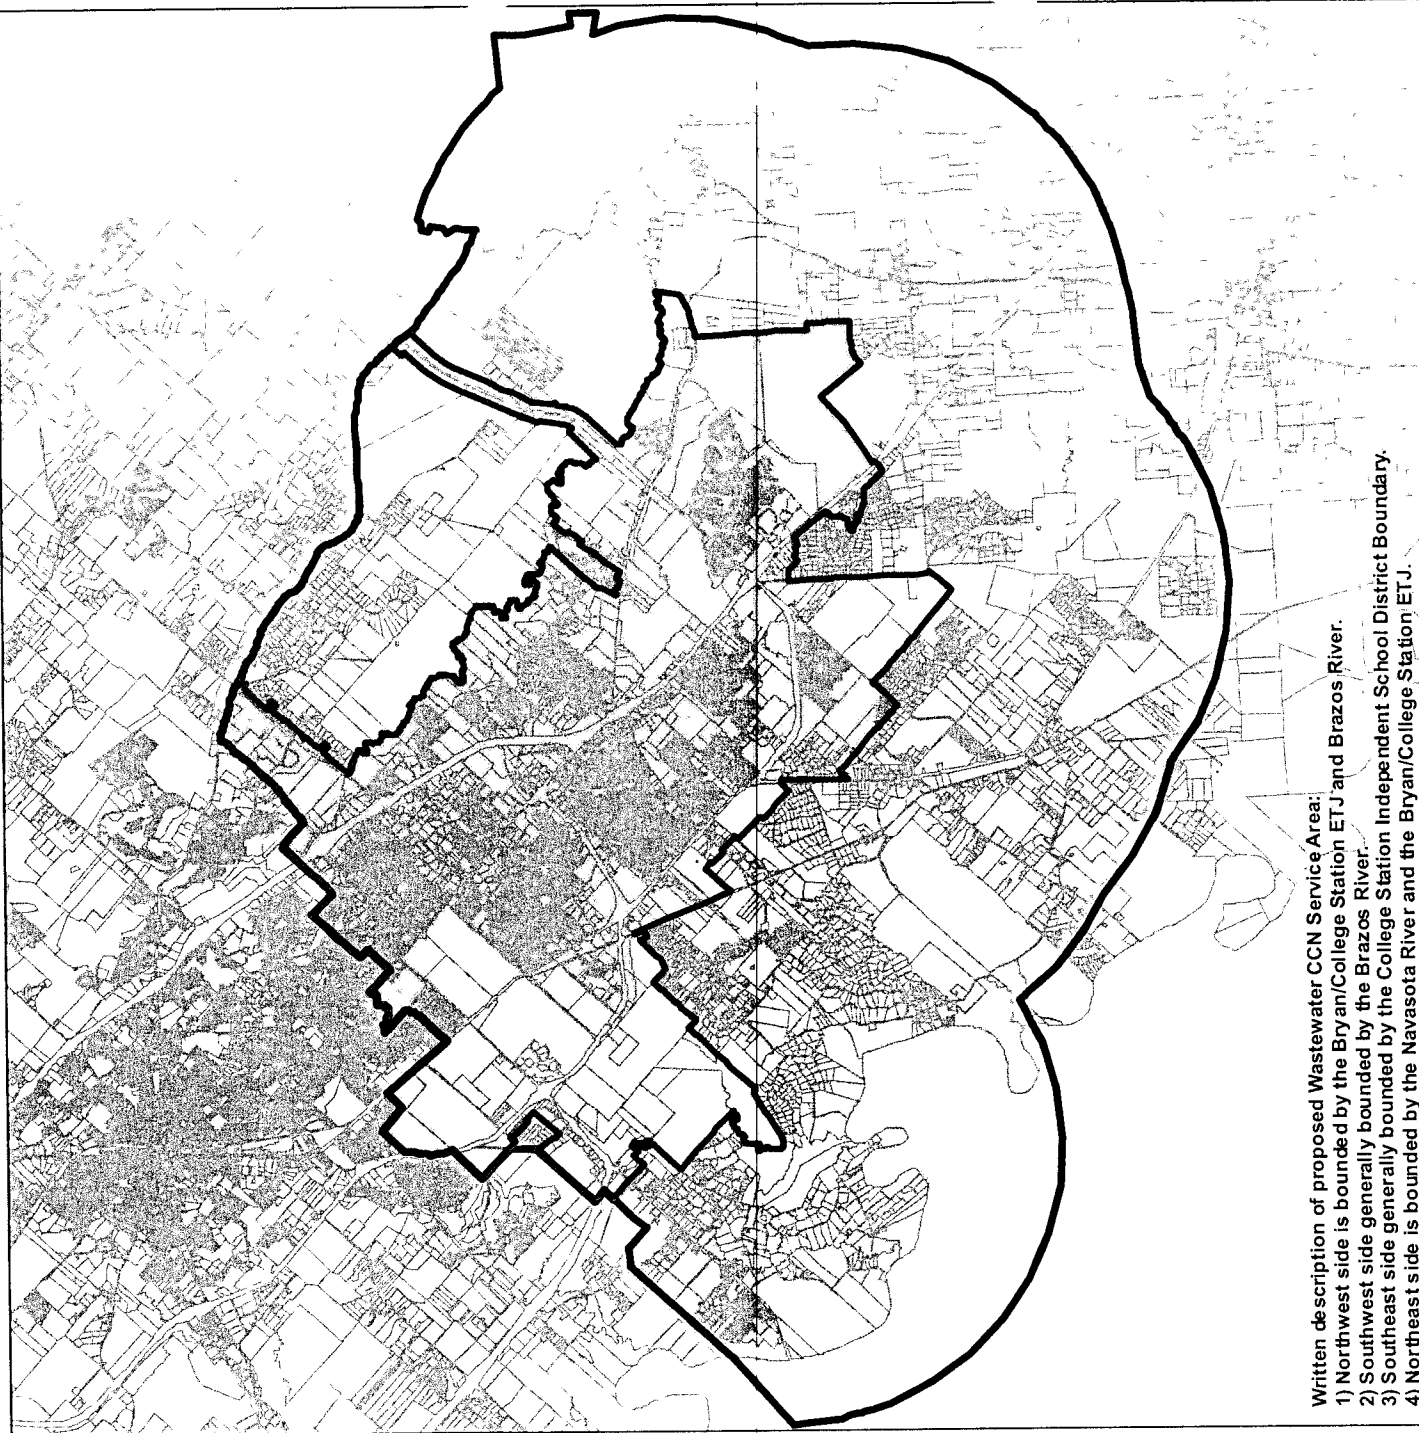 Written description of proposed Wastewater CCN Service Area:
1) Northwest side is bounded by the Bryan/College Station ETJ and Brazos River.
2) Southwest side generally bounded by the Brazos River.
3) Southeast side generally bounded by the College Station Independent School District Boundary.
4) Northeast side is bounded by the Navasota River and the Bryan/College Station ETJ.